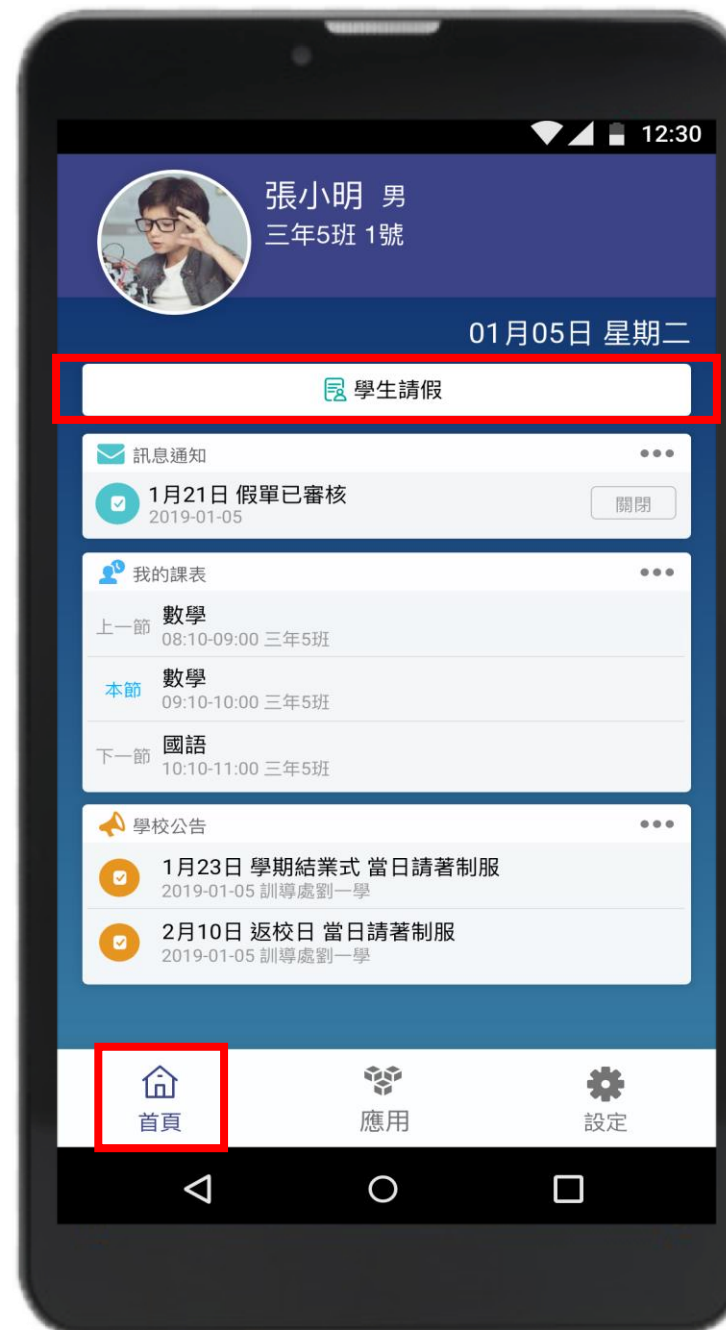 12:30
張小明 男
三年5班 1號
01月05日 星期二
學生請假
訊息通知
1月21日 假單已審核
2019-01-05
關閉
我的課表
上一節
數學
08:10-09:00 三年5班
本節
數學
09:10-10:00 三年5班
下一節
國語
10:10-11:00 三年5班
學校公告
1月23日 學期結業式 當日請著制服
2019-01-05 訓導處劉一學
2月10日 返校日 當日請著制服
2019-01-05 訓導處劉一學
首頁
應用
設定